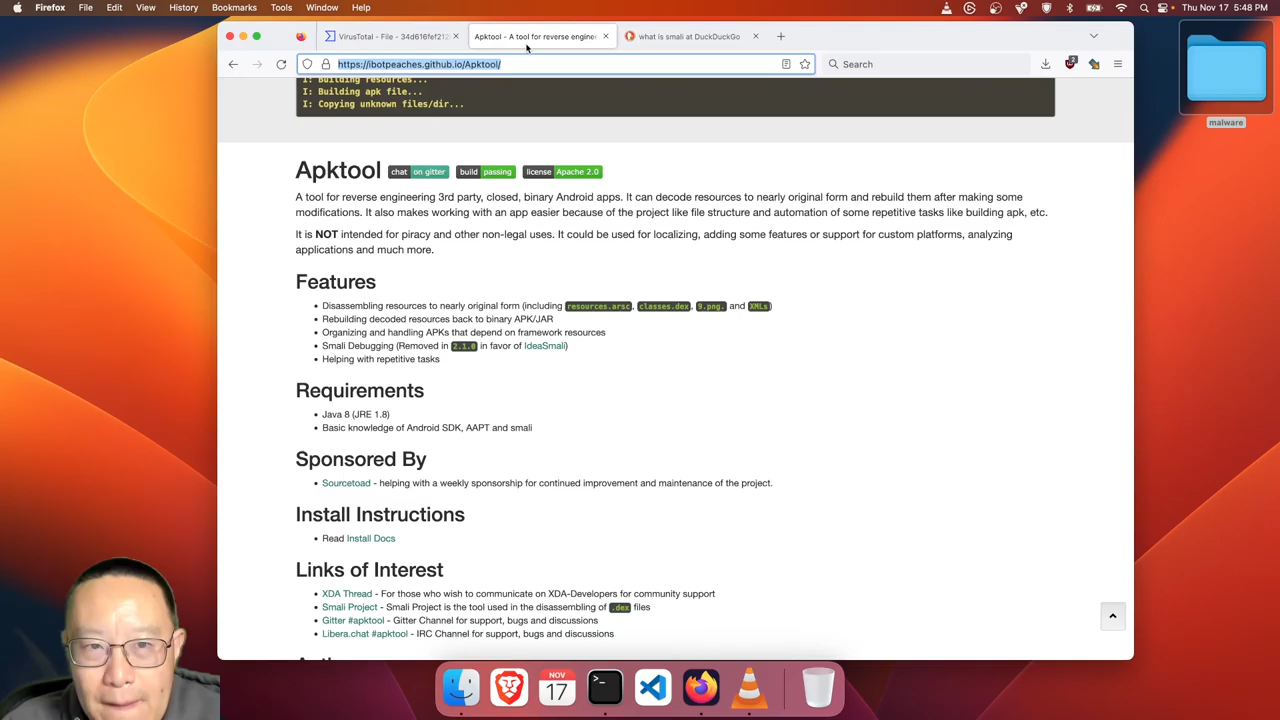 Firefox File Edit View History Bookmarks Tools Window Help Thu Nov 17 5:48 PM
VirusTotal - File - 34d616fef212 Apktool - A tool for reverse enginee what is smali at DuckDuckGo
https://ibotpeaches.github.io/Apktool/ Search 2
I: Building resources...
I: Building apk file...
I: Copying unknown files/dir...
malware
Apktool chat on gitter build passing license Apache 2.0
A tool for reverse engineering 3rd party, closed, binary Android apps. It can decode resources to nearly original form and rebuild them after making some
modifications. It also makes working with an app easier because of the project like file structure and automation of some repetitive tasks like building apk, etc.
It is NOT intended for piracy and other non-legal uses. It could be used for localizing, adding some features or support for custom platforms, analyzing
applications and much more.
Features
• Disassembling resources to nearly original form (including resources.arsc, classes.dex, 9.png. and XMLs)
• Rebuilding decoded resources back to binary APK/JAR
• Organizing and handling APKs that depend on framework resources
• Smali Debugging (Removed in 2.1.0 in favor of IdeaSmali)
• Helping with repetitive tasks
Requirements
• Java 8 (JRE 1.8)
• Basic knowledge of Android SDK, AAPT and smali
Sponsored By
• Sourcetoad - helping with a weekly sponsorship for continued improvement and maintenance of the project.
Install Instructions
• Read Install Docs
Links of Interest
• XDA Thread - For those who wish to communicate on XDA-Developers for community support
• Smali Project - Smali Project is the tool used in the disassembling of .dex files
• Gitter #apktool - Gitter Channel for support, bugs and discussions
• Libera.chat #apktool - IRC Channel for support, bugs and discussions
NOV
17